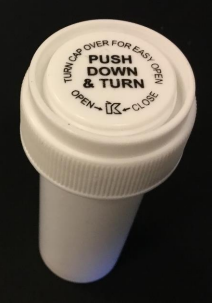 TURN CAP OVER FOR EASY OPEN
PUSH
DOWN
& TURN
OPEN CLOSE